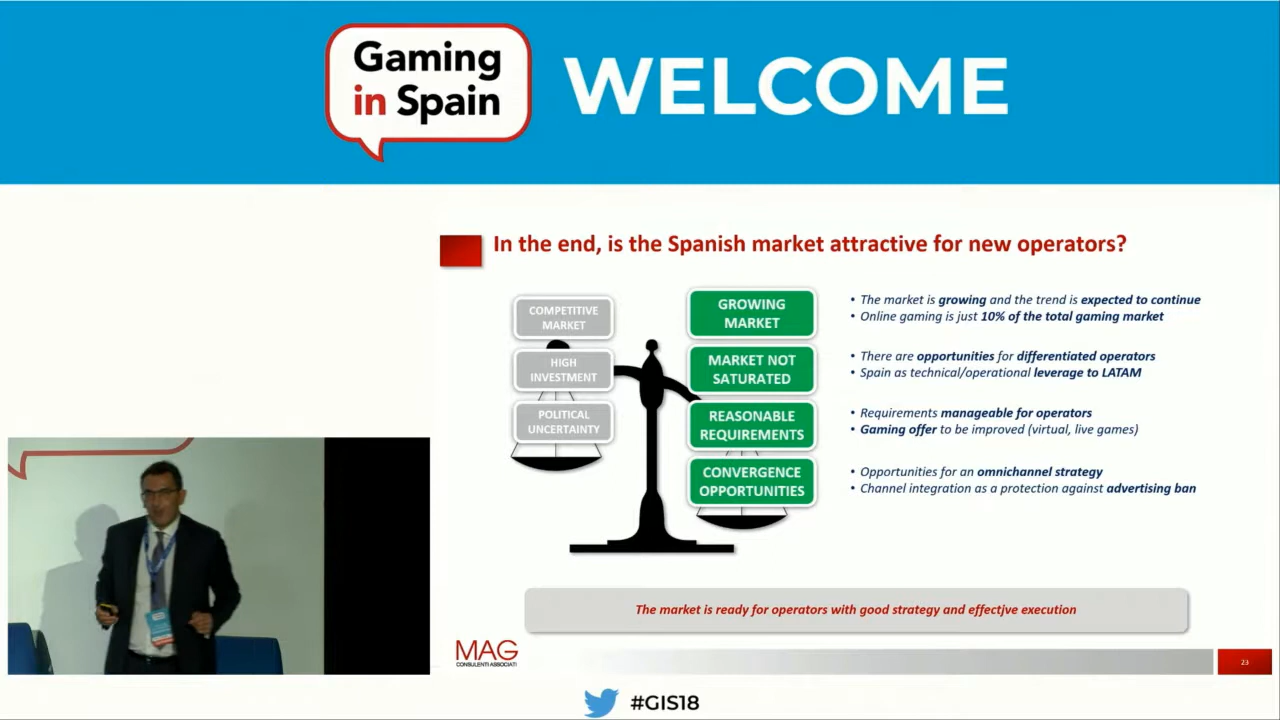 Gaming
in Spain
WELCOME
In the end, is the Spanish market attractive for new operators?
COMPETITIVE
MARKET
HIGH
INVESTMENT
POLITICAL
UNCERTAINTY
GROWING
MARKET
MARKET NOT
SATURATED
REASONABLE
REQUIREMENTS
CONVERGENCE
OPPORTUNITIES
• The market is growing and the trend is expected to continue
• Online gaming is just 10% of the total gaming market
• There are opportunities for differentiated operators
• Spain as technical/operational leverage to LATAM
• Requirements manageable for operators
• Gaming offer to be improved (virtual, live games)
• Opportunities for an omnichannel strategy
• Channel integration as a protection against advertising ban
The market is ready for operators with good strategy and effective execution
MAG
CONSULENTI ASSOCIATI
23
#GIS18